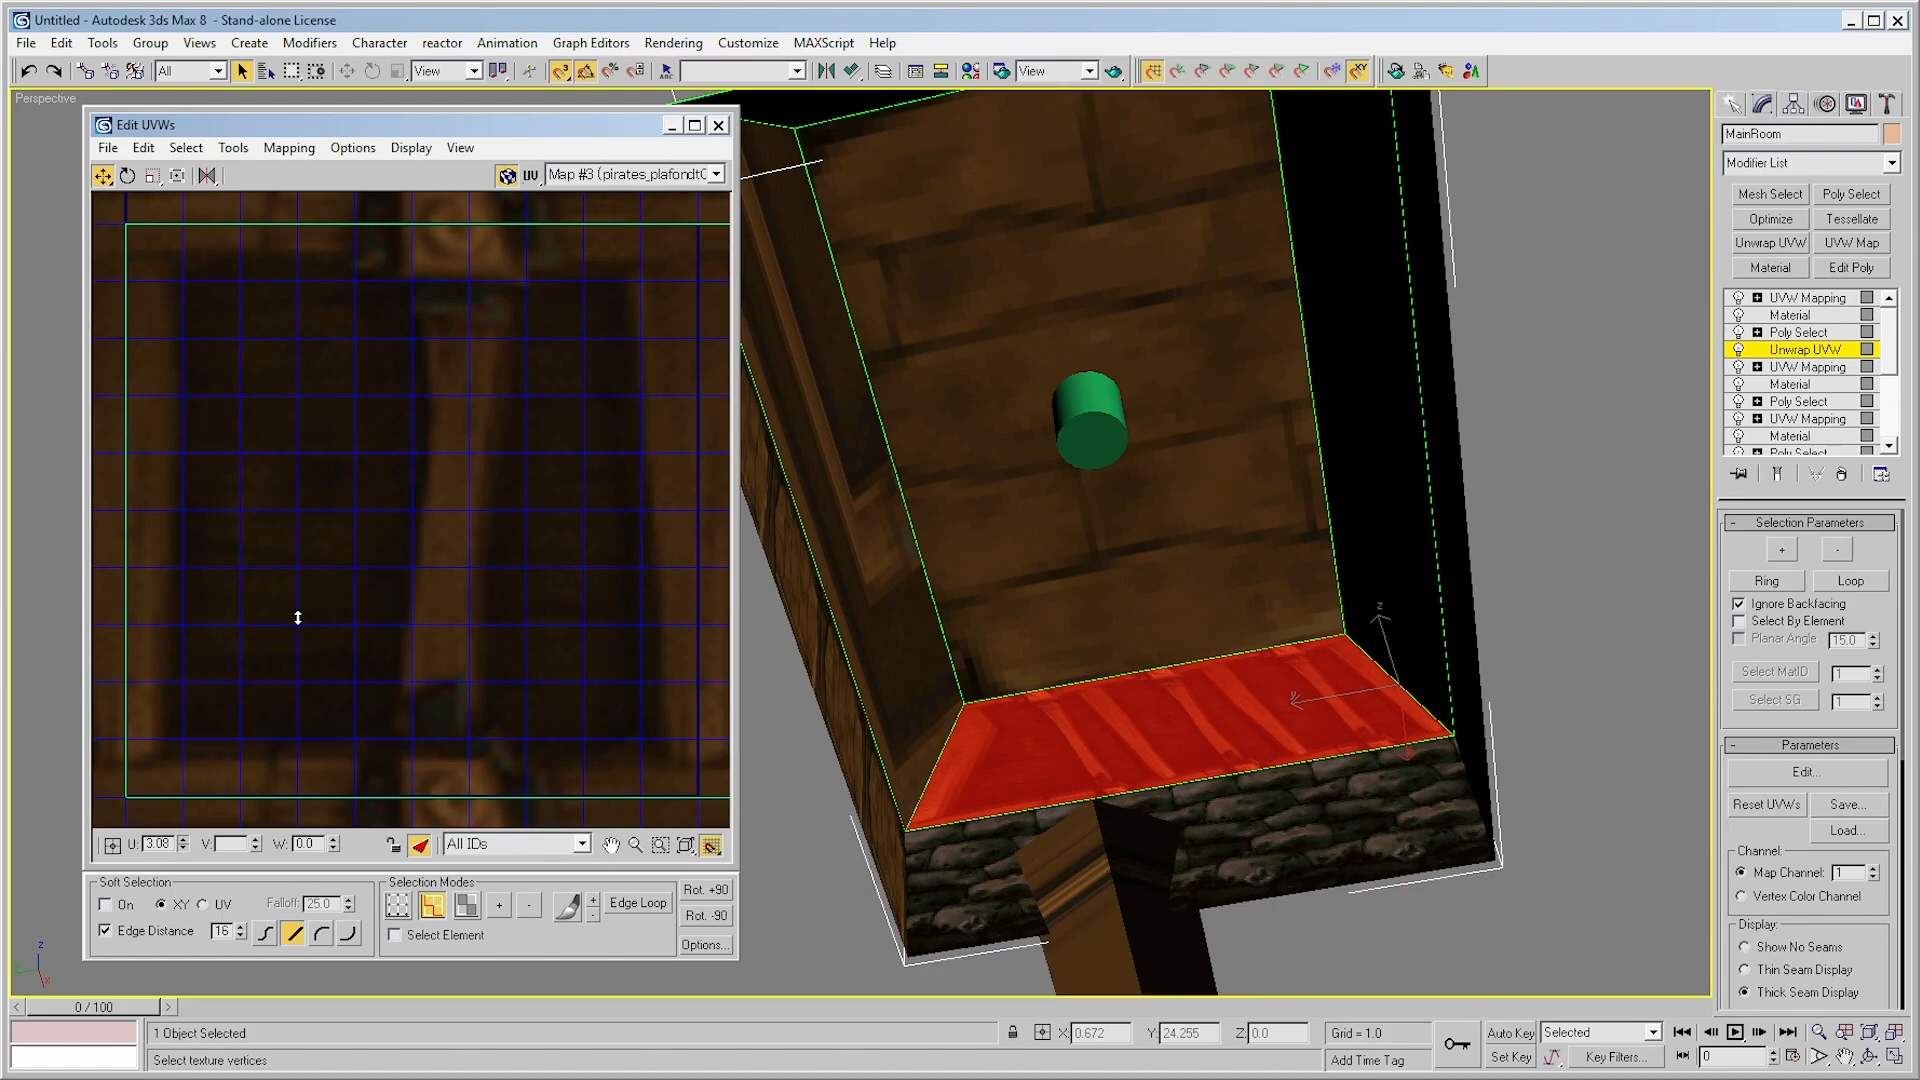 Untitled - Autodesk 3ds Max 8 - Stand-alone License
File Edit Tools Group Views Create Modifiers Character reactor Animation Graph Editors Rendering Customize MAXScript Help
All View View
Perspective
Edit UVWs
File Edit Select Tools Mapping Options Display View
UV Map #3 (pirates_plafondt
U: 3.08 V: W: 0.0 All IDs
Soft Selection
On XY UV Falloff: 25.0
Edge Distance 16
Selection Modes
+ - + - Edge Loop
Select Element
Rot. +90
Rot. -90
Options...
z
y
z
MainRoom
Modifier List
Mesh Select Poly Select
Optimize Tessellate
Unwrap UVW UVW Map
Material Edit Poly
UVW Mapping
Material
Poly Select
Unwrap UVW
UVW Mapping
Material
Poly Select
UVW Mapping
Material
Poly Select
- Selection Parameters
+ -
Ring Loop
Ignore Backfacing
Select By Element
Planar Angle 15.0
Select MatID 1
Select SG 1
- Parameters
Edit...
Reset UVWs Save...
Load...
Channel:
Map Channel: 1
Vertex Color Channel
Display:
Show No Seams
Thin Seam Display
Thick Seam Display
< 0 / 100 >
1 Object Selected
X: 0.672 Y: 24.255 Z: 0.0 Grid = 1.0
Auto Key Selected
Select texture vertices
Add Time Tag
Set Key Key Filters... 0